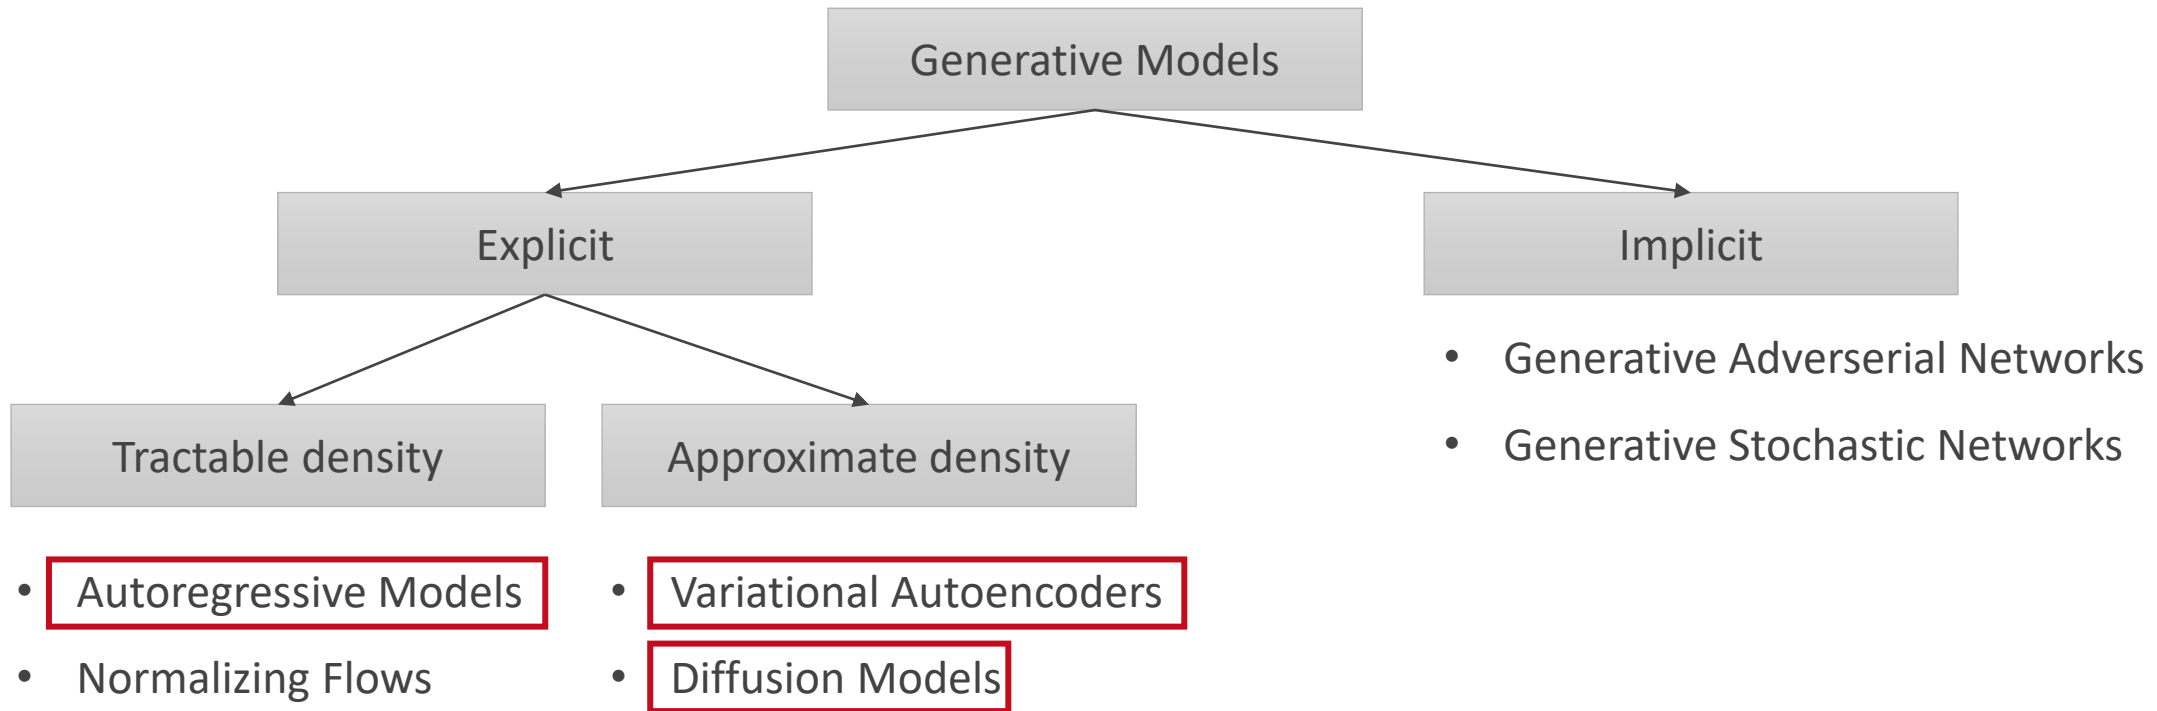 Generative Models
Explicit
Implicit
• Generative Adverserial Networks
• Generative Stochastic Networks
Tractable density
Approximate density
• Autoregressive Models
• Normalizing Flows
• Variational Autoencoders
• Diffusion Models